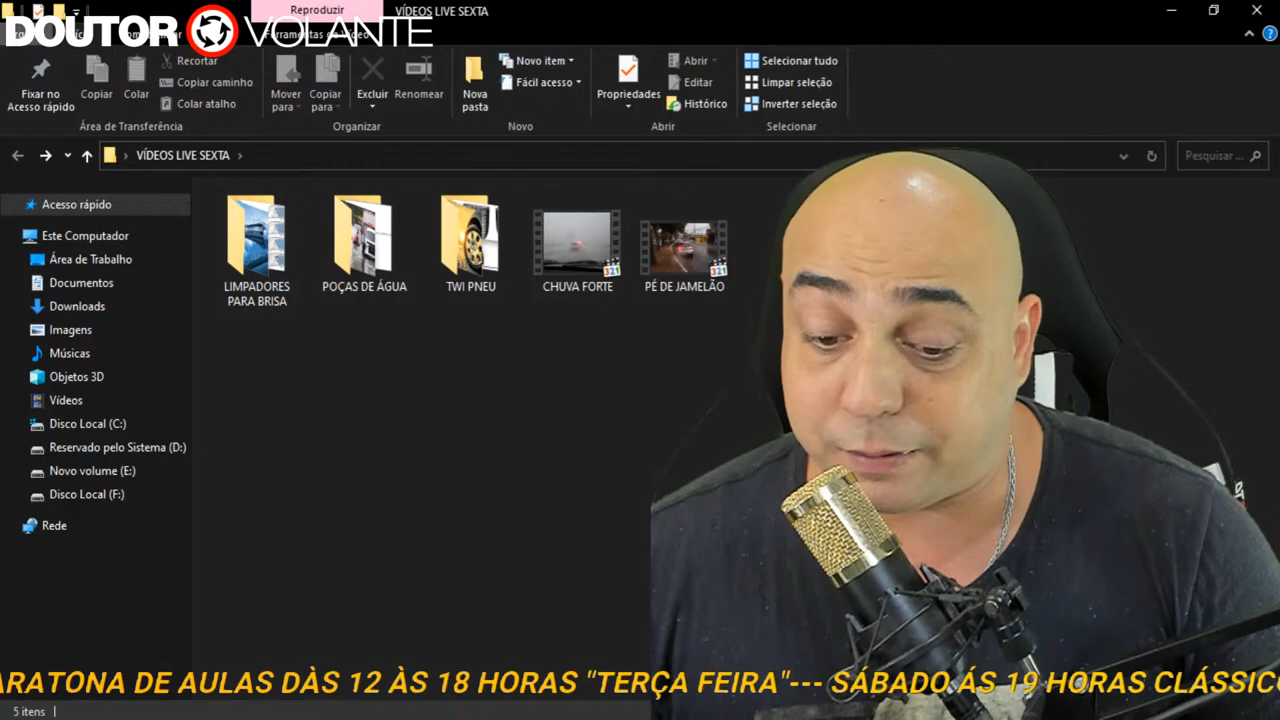 Reproduzir
VÍDEOS LIVE SEXTA
DOUTOR VOLANTE
Fixar no
Acesso rápido
Copiar
Colar
Recortar
Copiar caminho
Colar atalho
Área de Transferência
Mover
para
Copiar
para
Excluir
Renomear
Organizar
Nova
pasta
Novo item
Fácil acesso
Novo
Propriedades
Abrir
Editar
Histórico
Abrir
Selecionar tudo
Limpar seleção
Inverter seleção
Selecionar
VÍDEOS LIVE SEXTA
Pesquisar ...
Acesso rápido
Este Computador
Área de Trabalho
Documentos
Downloads
Imagens
Músicas
Objetos 3D
Vídeos
Disco Local (C:)
Reservado pelo Sistema (D:)
Novo volume (E:)
Disco Local (F:)
Rede
LIMPADORES
PARA BRISA
POÇAS DE ÁGUA
TWI PNEU
CHUVA FORTE
PÉ DE JAMELÃO
321
321
ARATONA DE AULAS DÀS 12 ÀS 18 HORAS "TERÇA FEIRA"--- SÁBADO ÁS 19 HORAS CLÁSSICO
5 itens